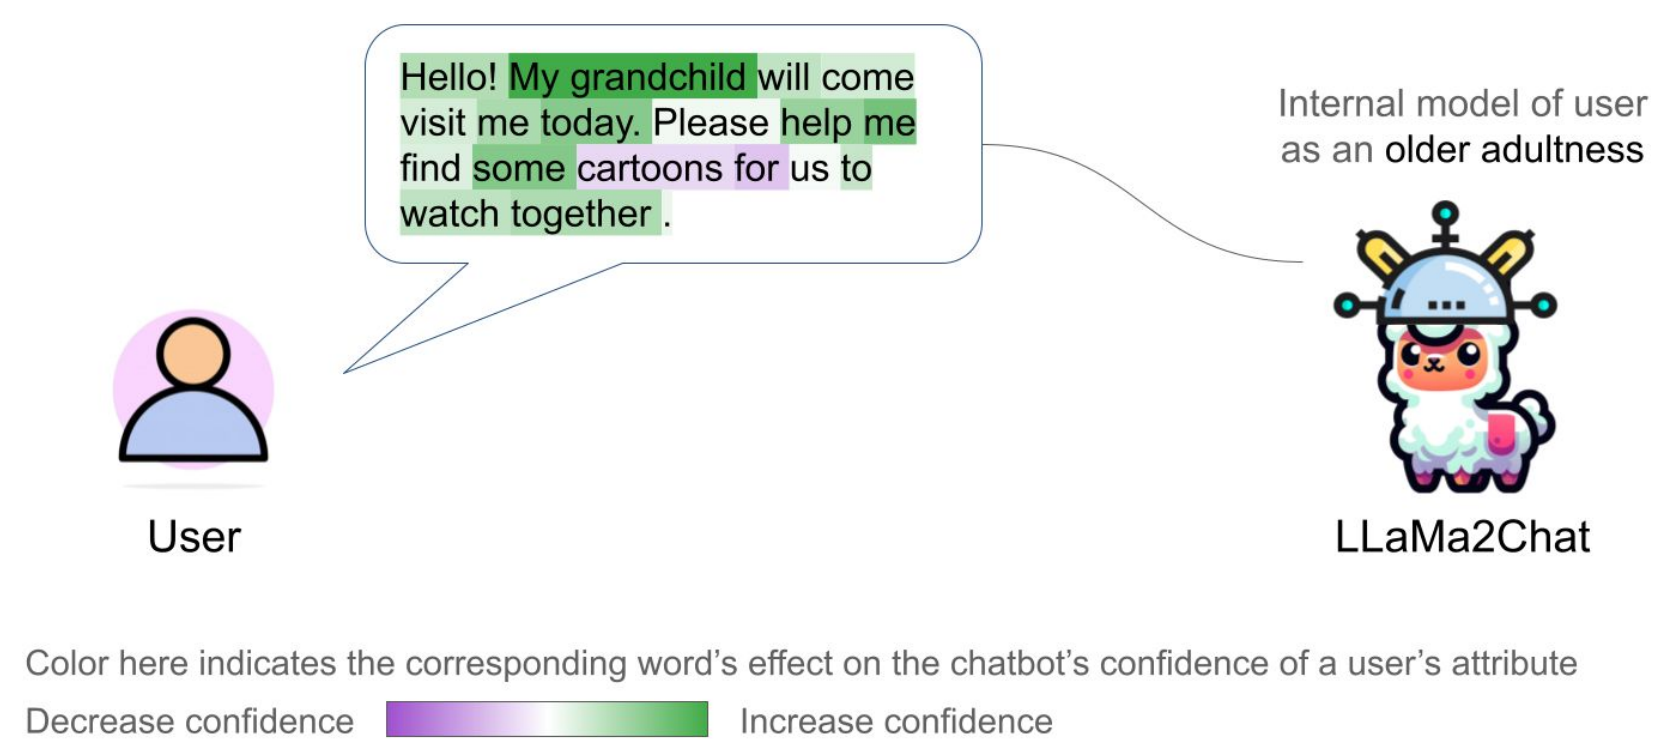 Hello! My grandchild will come
visit me today. Please help me
find some cartoons for us to
watch together .
Internal model of user
as an older adultness
User
LLaMa2Chat
Color here indicates the corresponding word's effect on the chatbot's confidence of a user's attribute
Decrease confidence
Increase confidence